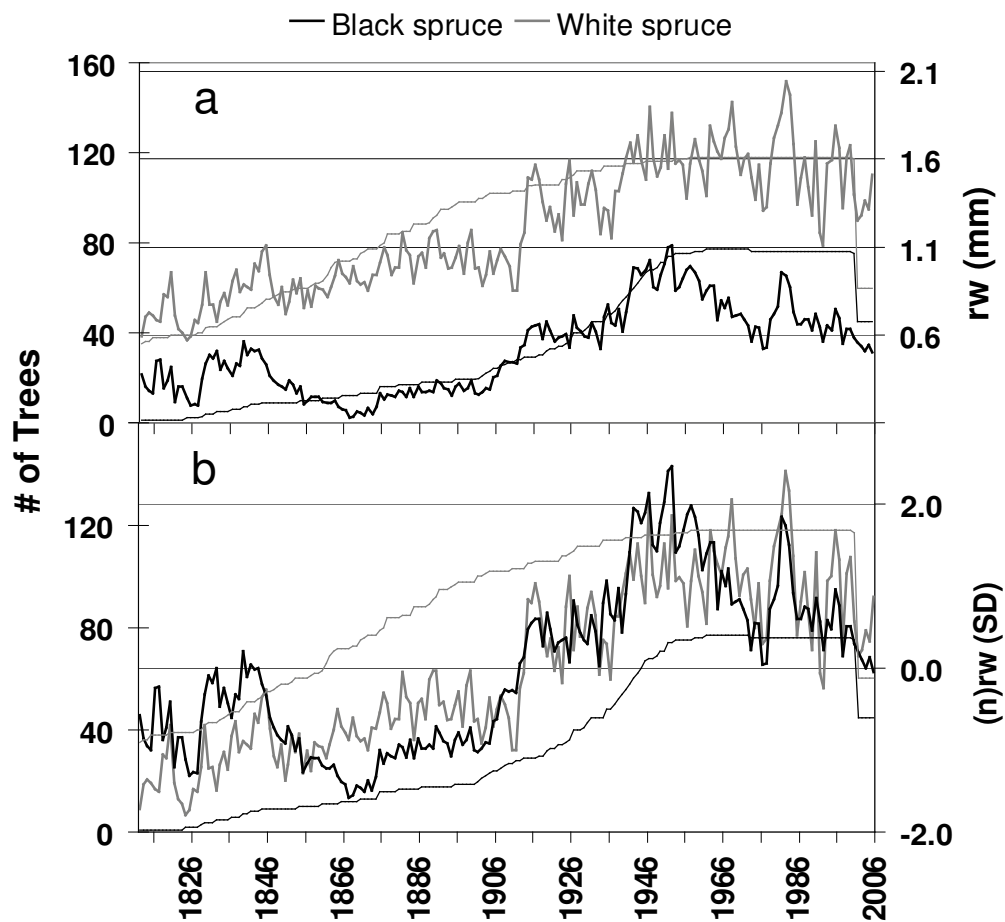 Black spruce White spruce
a
160
120
80
40
0
2.1
1.6
1.1
0.6
rw (mm)
# of Trees
b
120
80
40
0
2.0
0.0
-2.0
(n)rw (SD)
1826 1846 1866 1886 1906 1926 1946 1966 1986 2006